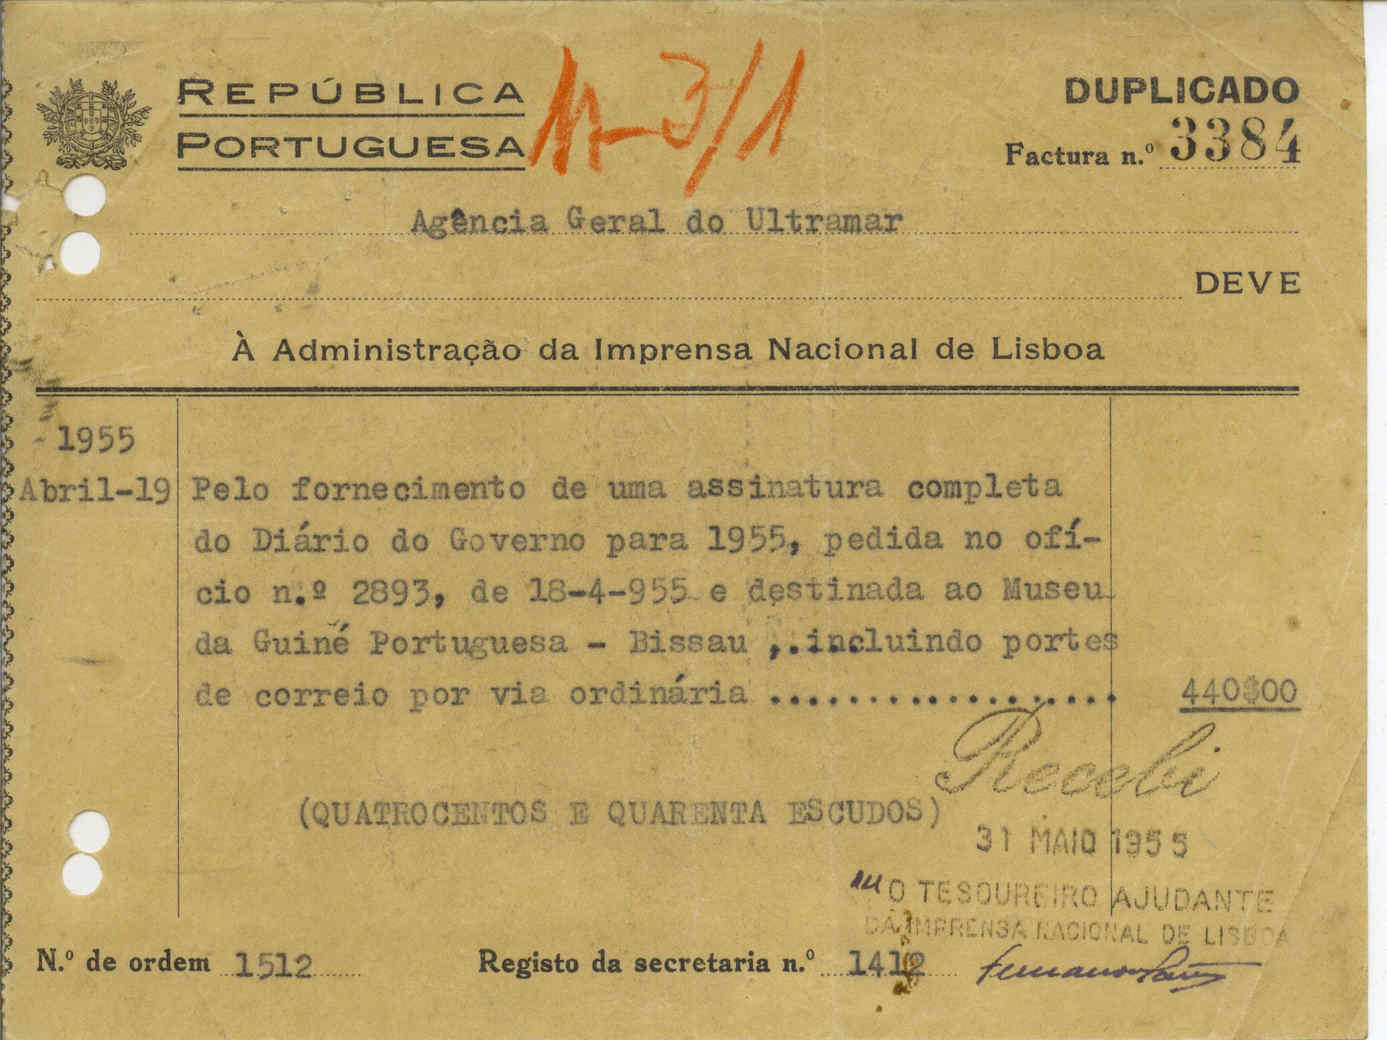 REPÚBLICA
PORTUGUESA
DUPLICADO
Factura n.º 3384
Agência Geral do Ultramar
DEVE
À Administração da Imprensa Nacional de Lisboa
1955
Abril-19 Pelo fornecimento de uma assinatura completa
do Diário do Governo para 1955, pedida no ofí-
cio n.º 2893, de 18-4-955 e destinada ao Museu
da Guiné Portuguesa - Bissau ,..incluindo portes
de correio por via ordinária .................. 440$00
Recebi
(QUATROCENTOS E QUARENTA ESCUDOS)
31 MAIO 1955
O TESOUREIRO AJUDANTE
DA IMPRENSA NACIONAL DE LISBOA
N.º de ordem 1512 Registo da secretaria n.º 1412